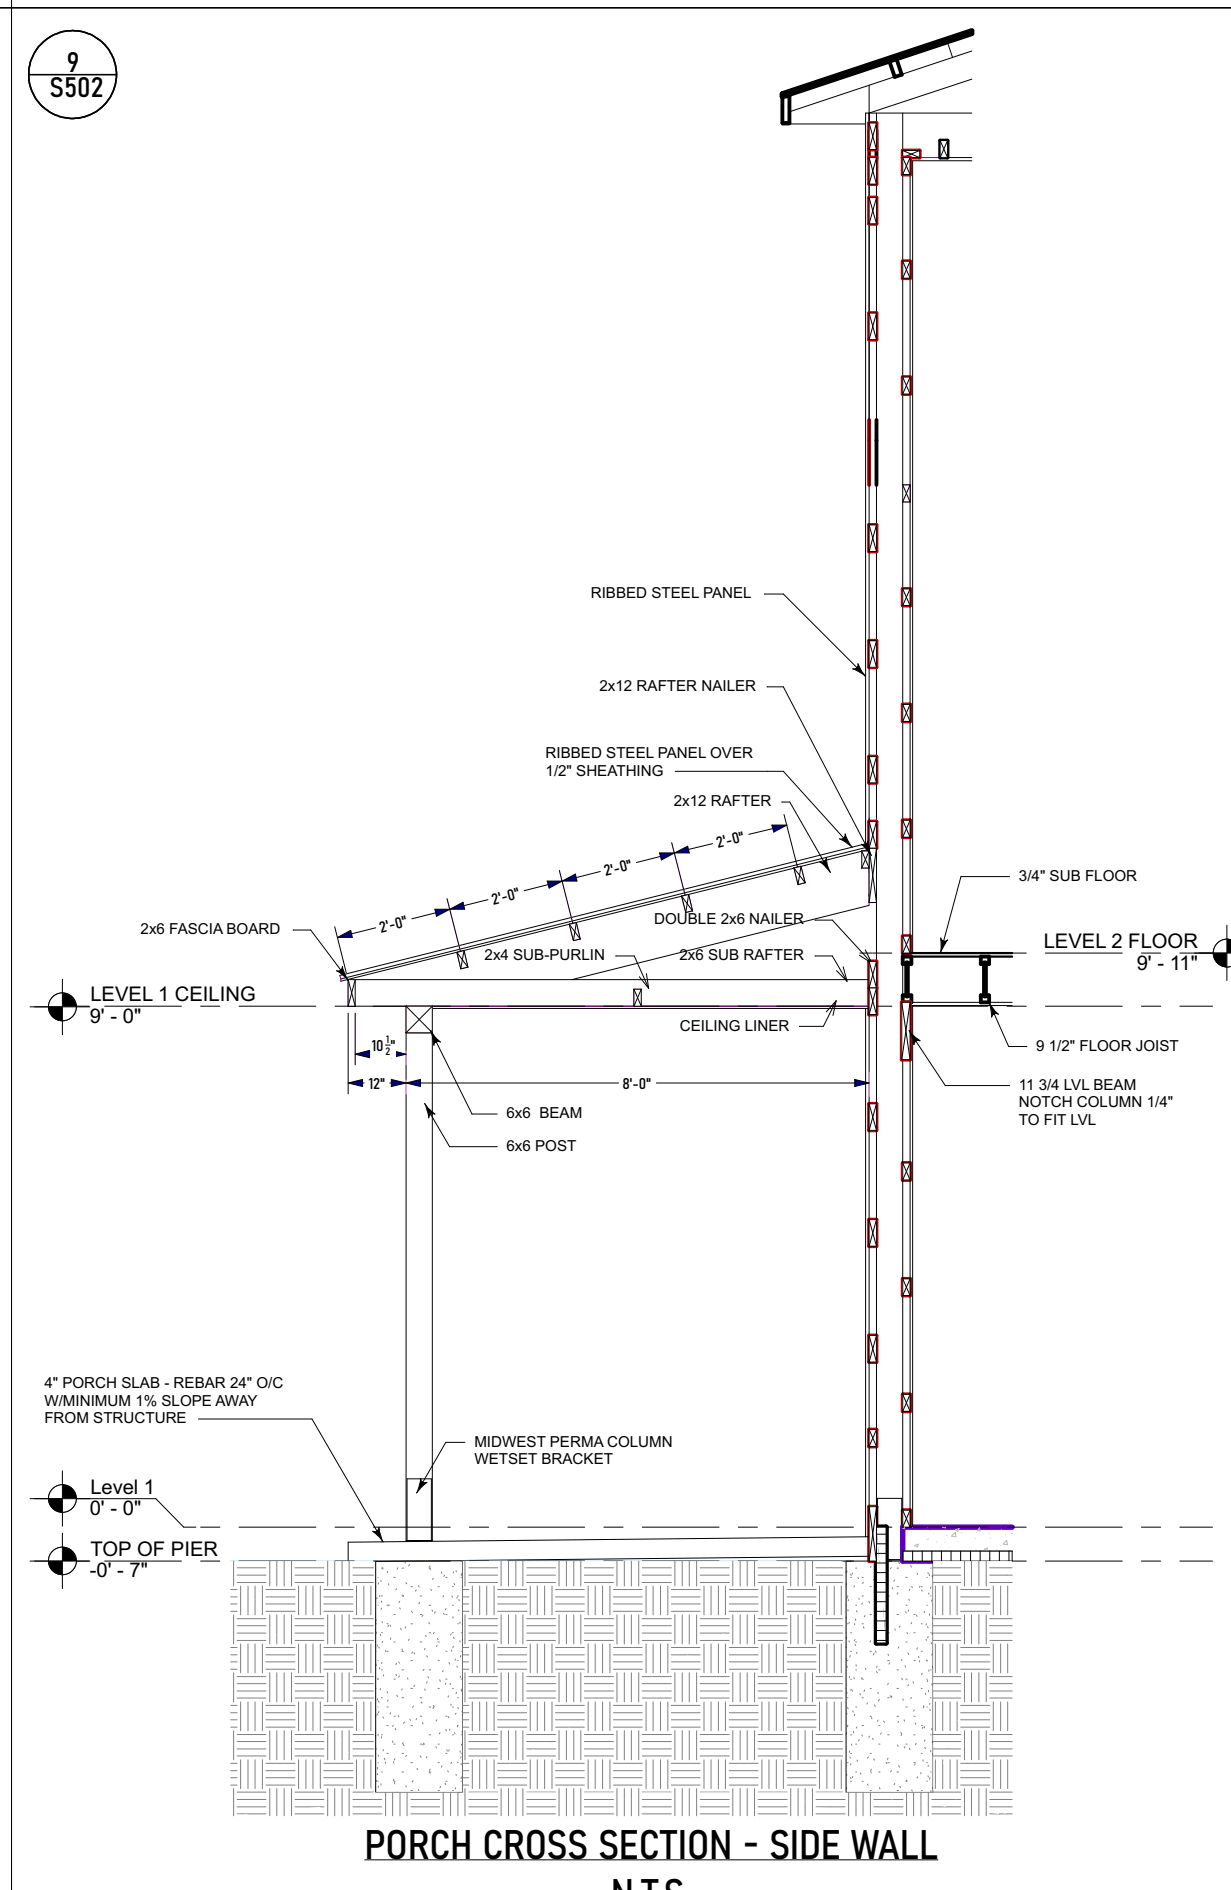 9
S502
RIBBED STEEL PANEL
2x12 RAFTER NAILER
RIBBED STEEL PANEL OVER
1/2" SHEATHING
2x12 RAFTER
2'-0"
2'-0"
2'-0"
2'-0"
3/4" SUB FLOOR
2x6 FASCIA BOARD
DOUBLE 2x6 NAILER
LEVEL 2 FLOOR
9' - 11"
2x4 SUB-PURLIN
2x6 SUB RAFTER
LEVEL 1 CEILING
9' - 0"
CEILING LINER
10 1/2"
9 1/2" FLOOR JOIST
12"
8'-0"
11 3/4 LVL BEAM
NOTCH COLUMN 1/4"
TO FIT LVL
6x6 BEAM
6x6 POST
4" PORCH SLAB - REBAR 24" O/C
W/MINIMUM 1% SLOPE AWAY
FROM STRUCTURE
MIDWEST PERMA COLUMN
WETSET BRACKET
Level 1
0' - 0"
TOP OF PIER
-0' - 7"
PORCH CROSS SECTION - SIDE WALL
N.T.S.